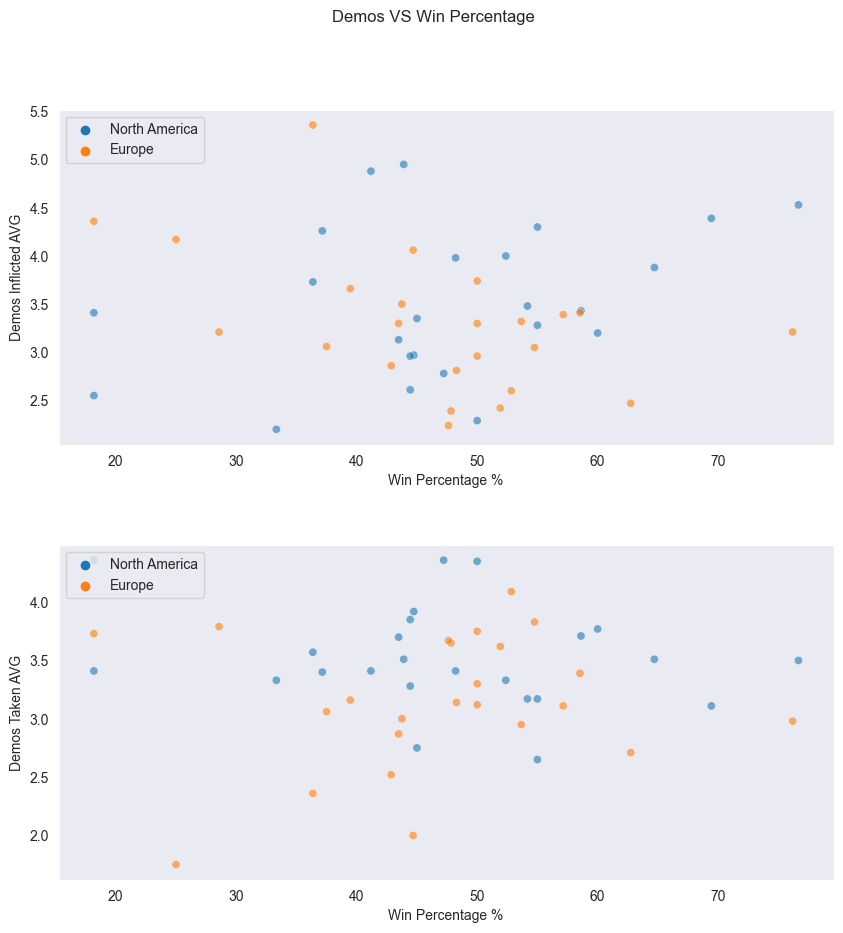 Demos VS Win Percentage
5.5
North America
Europe
5.0
4.5
4.0
3.5
3.0
2.5
Demos Inflicted AVG
20 30 40 50 60 70
Win Percentage %
North America
Europe
4.0
3.5
3.0
2.5
2.0
Demos Taken AVG
20 30 40 50 60 70
Win Percentage %